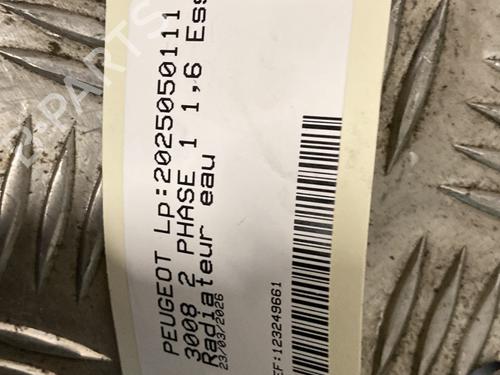 PEUGEOT Lp:2025050111
3008 2 PHASE 1 1,6 Ess
Radiateur eau
23/03/2026
EF:123249661